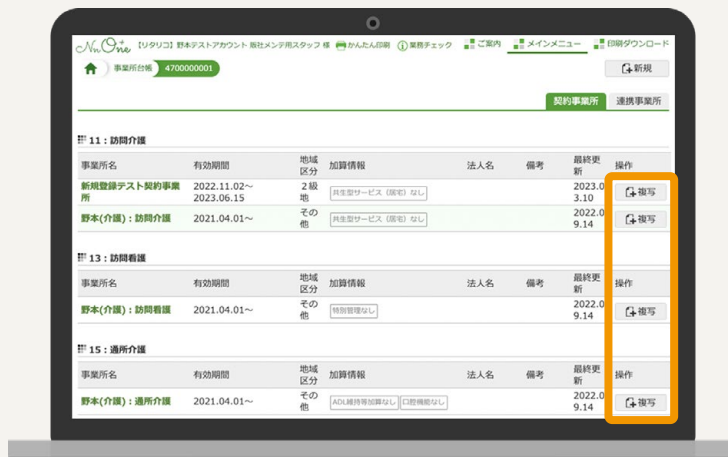 NnOne 【リタリコ】野本テストアカウント 販社メンテ用スタッフ 様 かんたん印刷 業務チェック ご案内 メインメニュー 印刷ダウンロード
事業所台帳 4700000001 新規
契約事業所 連携事業所
11：訪問介護
事業所名 有効期間 地域区分 加算情報 法人名 備考 最終更新 操作
新規登録テスト契約事業所 2022.11.02～2023.06.15 2級地 共生型サービス（居宅）なし 2023.03.10 複写
野本(介護)：訪問介護 2021.04.01～ その他 共生型サービス（居宅）なし 2022.09.14 複写
13：訪問看護
事業所名 有効期間 地域区分 加算情報 法人名 備考 最終更新 操作
野本(介護)：訪問看護 2021.04.01～ その他 特別管理なし 2022.09.14 複写
15：通所介護
事業所名 有効期間 地域区分 加算情報 法人名 備考 最終更新 操作
野本(介護)：通所介護 2021.04.01～ その他 ADL維持等加算なし 口腔機能なし 2022.09.14 複写